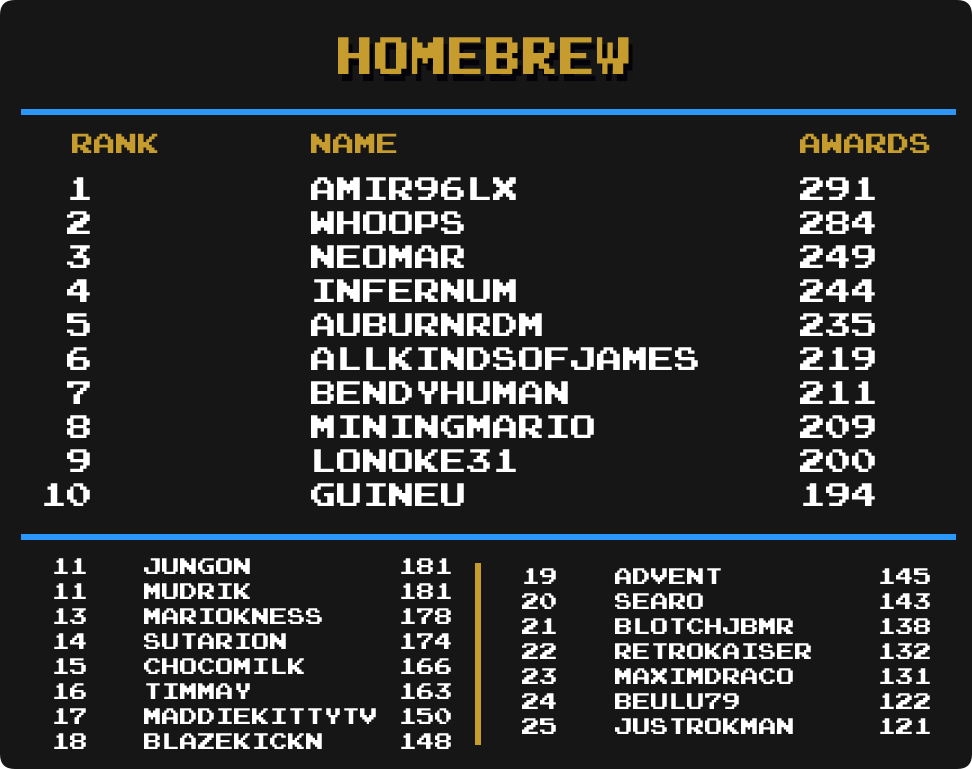 HOMEBREW
RANK NAME AWARDS
1 AMIR96LX 291
2 WHOOPS 284
3 NEOMAR 249
4 INFERNUM 244
5 AUBURNRDM 235
6 ALLKINDSOFJAMES 219
7 BENDYHUMAN 211
8 MININGMARIO 209
9 LONOKE31 200
10 GUINEU 194
11 JUNGON 181
11 MUDRIK 181
13 MARIOKNESS 178
14 SUTARION 174
15 CHOCOMILK 166
16 TIMMAY 163
17 MADDIEKITTYTV 150
18 BLAZEKICKN 148
19 ADVENT 145
20 SEARO 143
21 BLOTCHJBMR 138
22 RETROKAISER 132
23 MAXIMDRACO 131
24 BEULU79 122
25 JUSTROKMAN 121